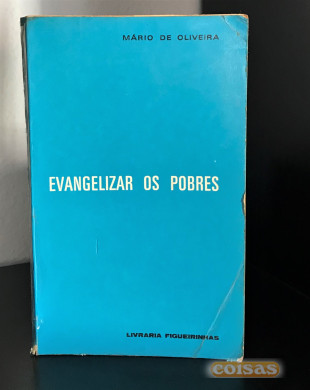 MÁRIO DE OLIVEIRA
EVANGELIZAR OS POBRES
LIVRARIA FIGUEIRINHAS
coisas